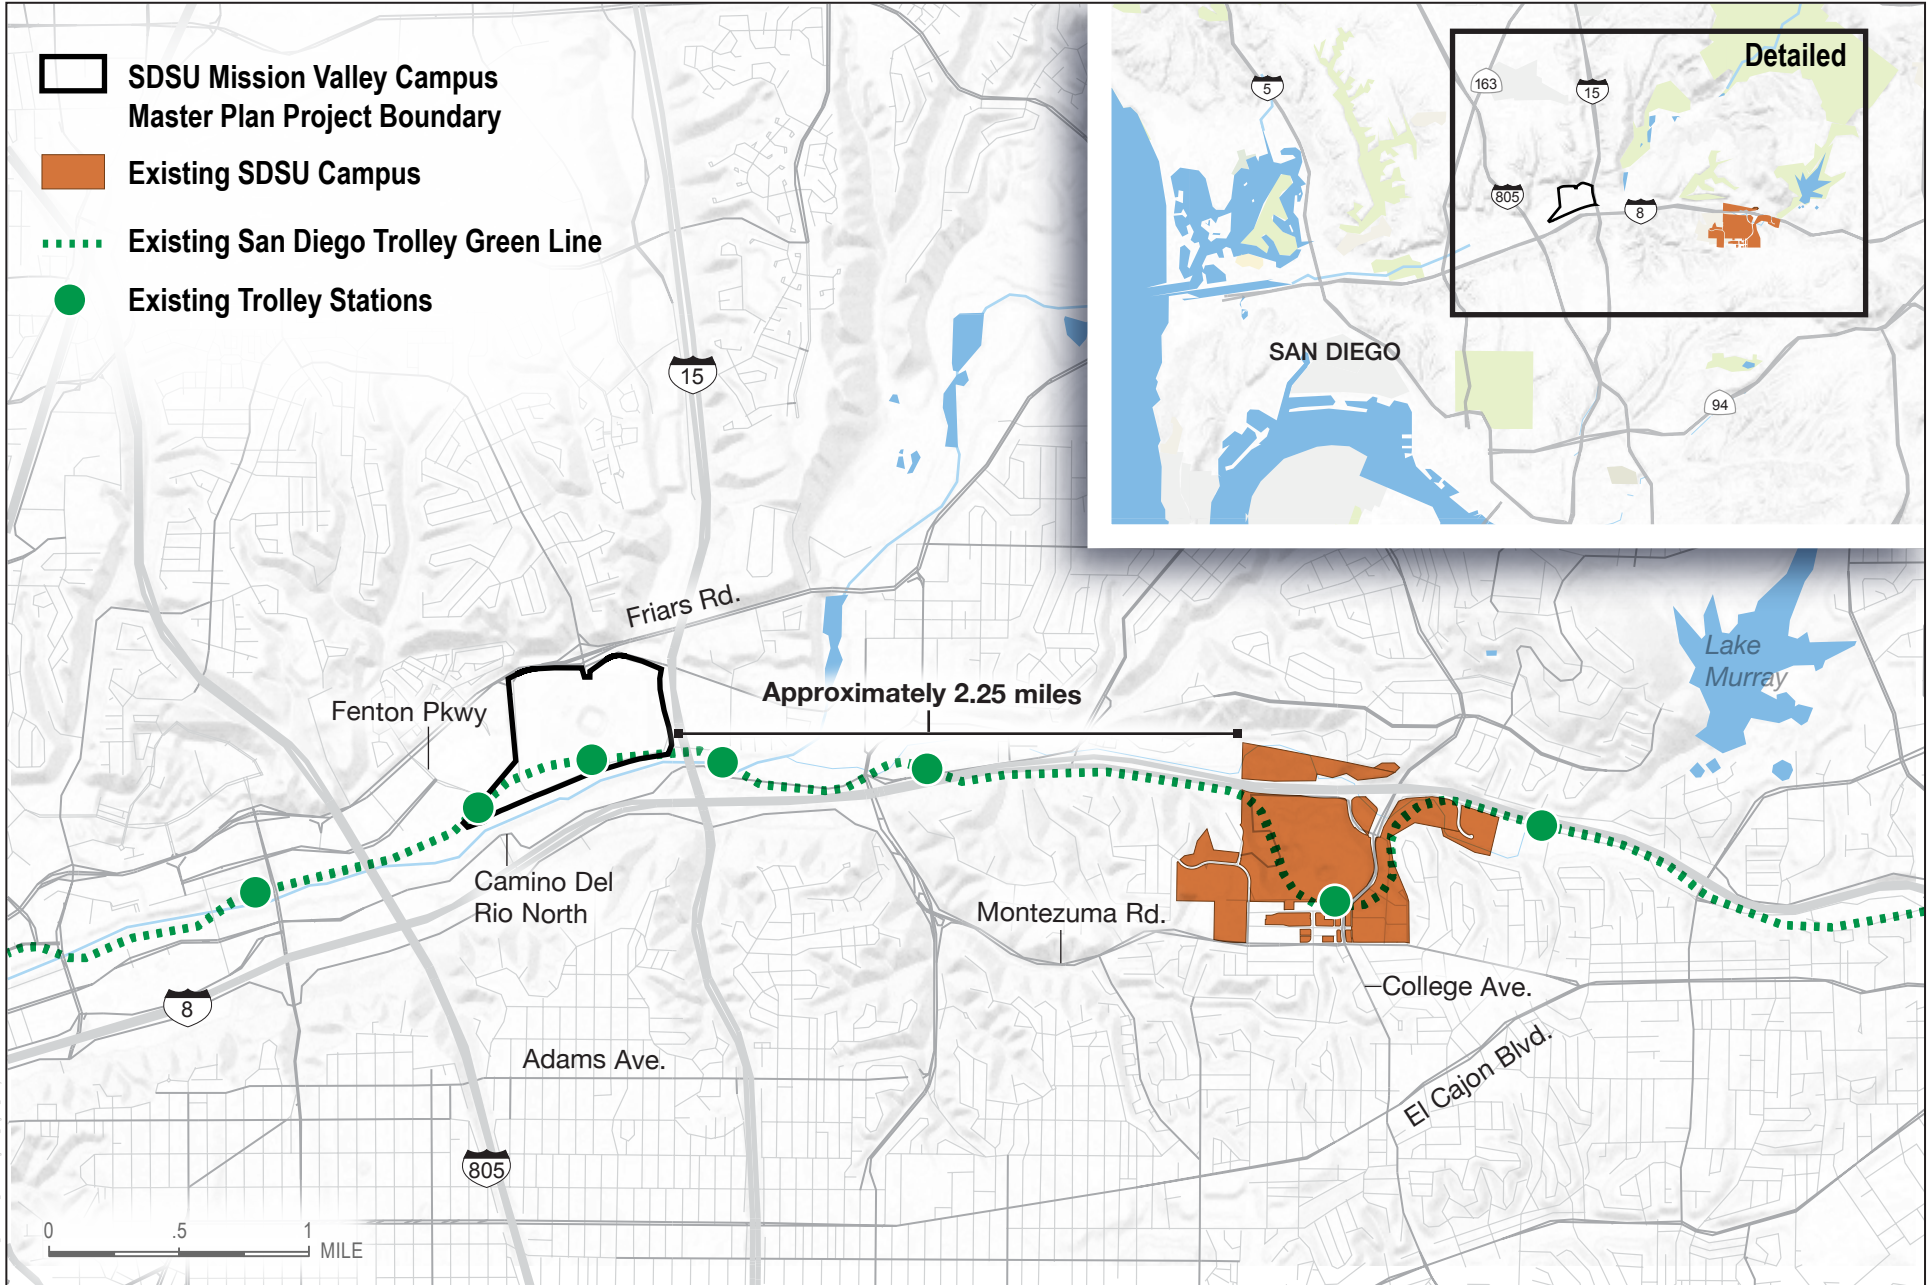 SDSU Mission Valley Campus
Master Plan Project Boundary
Existing SDSU Campus
Existing San Diego Trolley Green Line
Existing Trolley Stations
Detailed
5
163
15
805
8
SAN DIEGO
94
15
Friars Rd.
Lake
Murray
Approximately 2.25 miles
Fenton Pkwy
Camino Del
Rio North
Montezuma Rd.
College Ave.
8
Adams Ave.
El Cajon Blvd.
805
0 .5 1
MILE